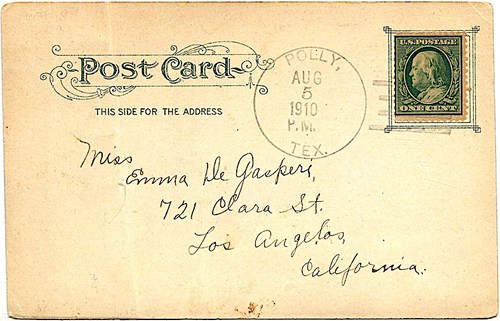 Post Card
THIS SIDE FOR THE ADDRESS
POLLY,
AUG
5
1910
P.M.
TEX.
U.S. POSTAGE
ONE CENT
Miss
Emma De Gasperi,
721 Clara St.
Los Angelos,
California.